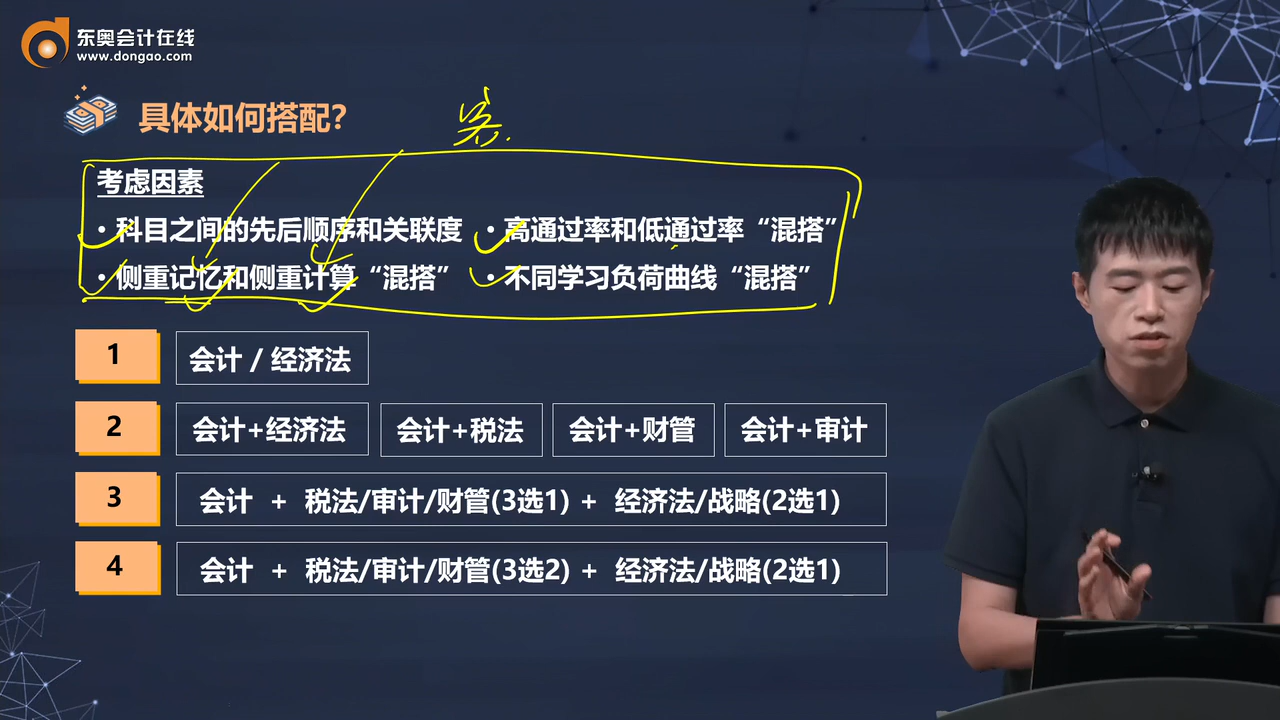 东奥会计在线
www.dongao.com
具体如何搭配？
考虑因素
• 科目之间的先后顺序和关联度 • 高通过率和低通过率“混搭”
• 侧重记忆和侧重计算“混搭” • 不同学习负荷曲线“混搭”
1 会计 / 经济法
2 会计+经济法 会计+税法 会计+财管 会计+审计
3 会计 + 税法/审计/财管(3选1) + 经济法/战略(2选1)
4 会计 + 税法/审计/财管(3选2) + 经济法/战略(2选1)